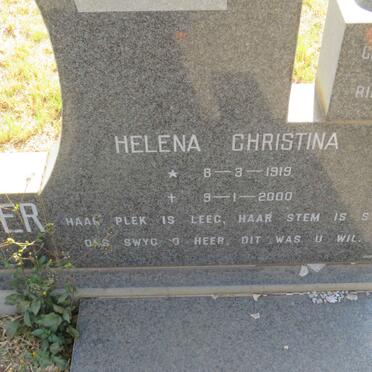 HELENA CHRISTINA
★ 6-3-1919
+ 9-1-2000
ER
HAAR PLEK IS LEEG, HAAR STEM IS S
ONS SWYG O HEER, DIT WAS U WIL.